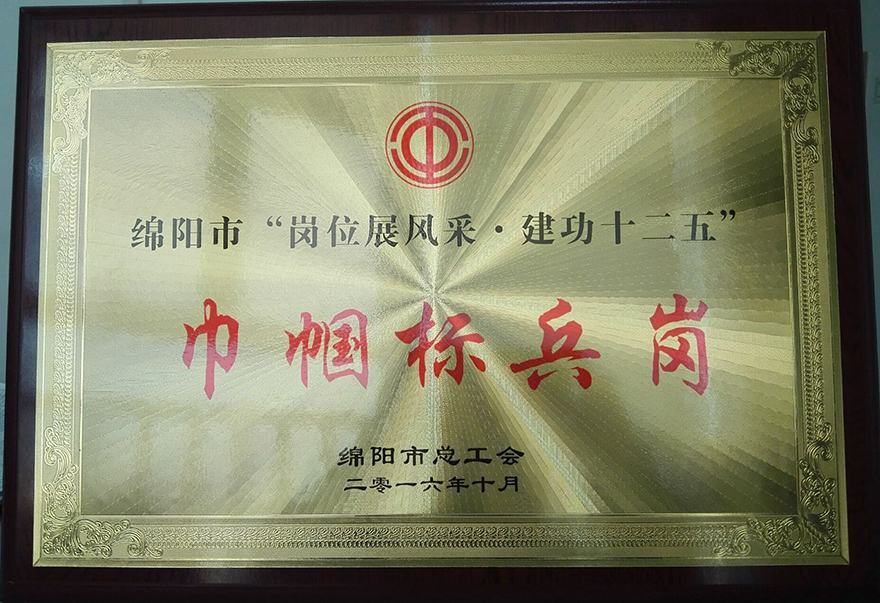 绵阳市“岗位展风采·建功十二五”
巾帼标兵岗
绵阳市总工会
二零一六年十月